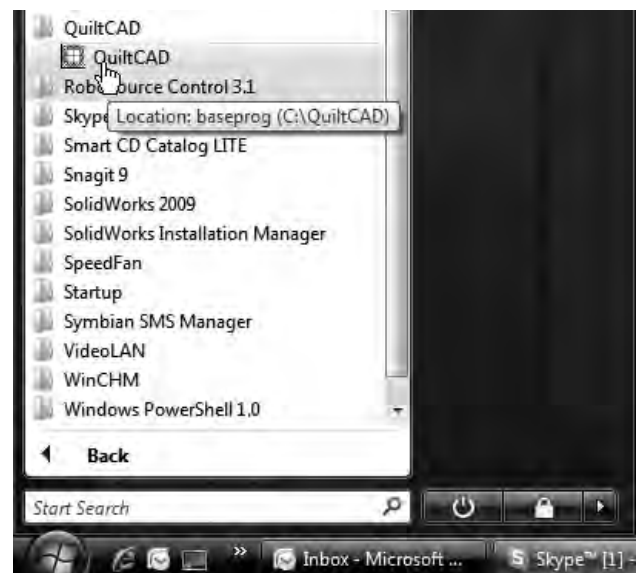 QuiltCAD
QuiltCAD
Source Control 3.1
Skype
Location: baseprog (C:\QuiltCAD)
Smart CD Catalog LITE
Snagit 9
SolidWorks 2009
SolidWorks Installation Manager
SpeedFan
Startup
Symbian SMS Manager
VideoLAN
WinCHM
Windows PowerShell 1.0
Back
Start Search
» Inbox - Microsoft ... S Skype™ [1] -